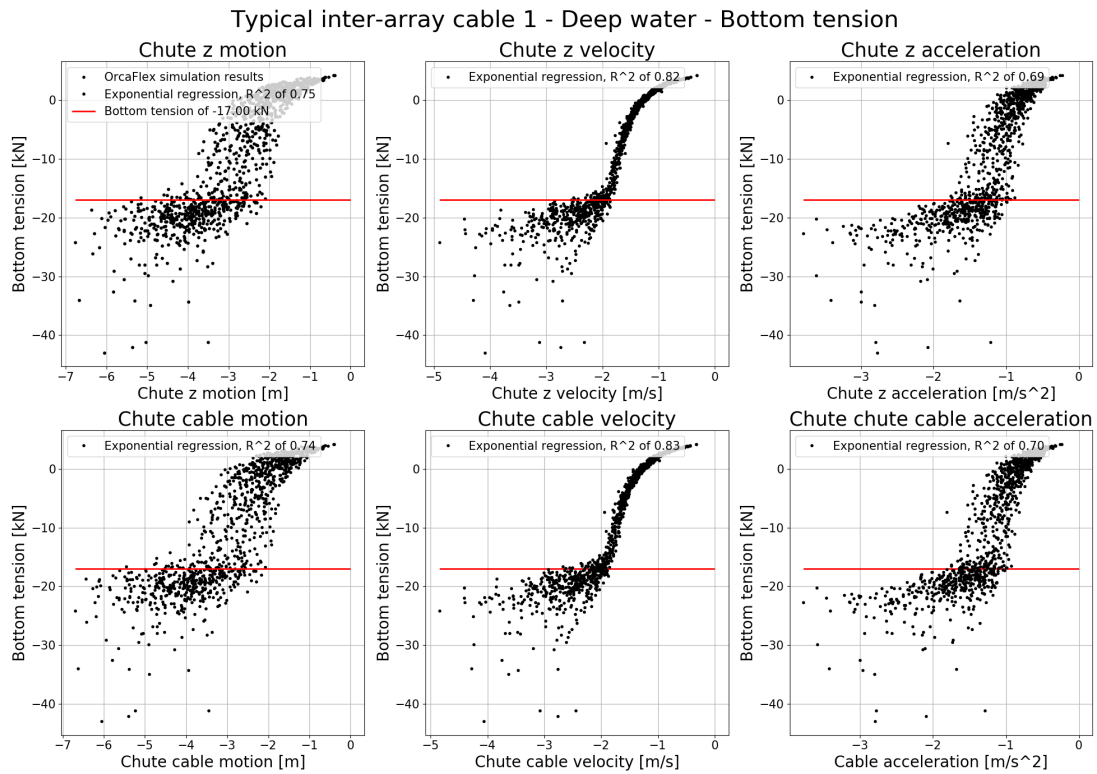 Typical inter-array cable 1 - Deep water - Bottom tension
Chute z motion
OrcaFlex simulation results
Exponential regression, R^2 of 0.75
Bottom tension of -17.00 kN
Bottom tension [kN]
0
−10
−20
−30
−40
−7 −6 −5 −4 −3 −2 −1 0
Chute z motion [m]
Chute z velocity
Exponential regression, R^2 of 0.82
Bottom tension [kN]
0
−10
−20
−30
−40
−5 −4 −3 −2 −1 0
Chute z velocity [m/s]
Chute z acceleration
Exponential regression, R^2 of 0.69
Bottom tension [kN]
0
−10
−20
−30
−40
−3 −2 −1 0
Chute z acceleration [m/s^2]
Chute cable motion
Exponential regression, R^2 of 0.74
Bottom tension [kN]
0
−10
−20
−30
−40
−7 −6 −5 −4 −3 −2 −1 0
Chute cable motion [m]
Chute cable velocity
Exponential regression, R^2 of 0.83
Bottom tension [kN]
0
−10
−20
−30
−40
−5 −4 −3 −2 −1 0
Chute cable velocity [m/s]
Chute chute cable acceleration
Exponential regression, R^2 of 0.70
Bottom tension [kN]
0
−10
−20
−30
−40
−3 −2 −1 0
Cable acceleration [m/s^2]